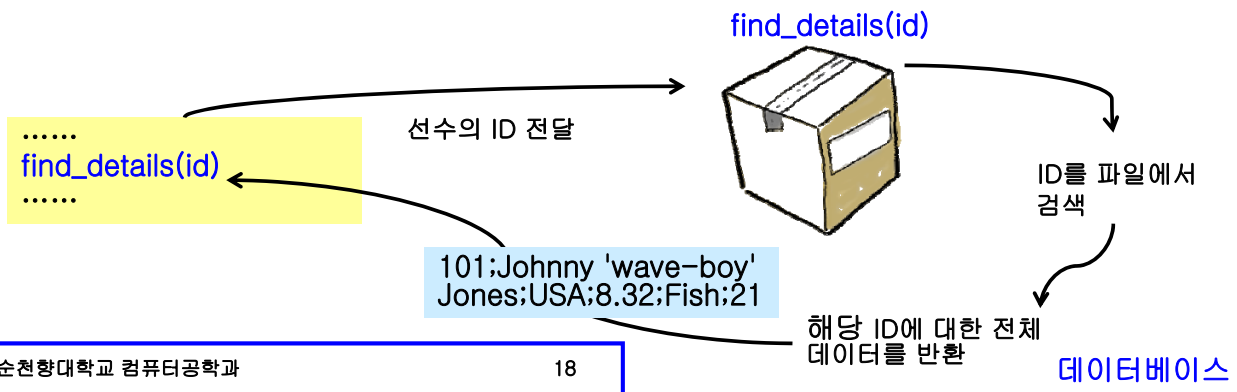 find_details(id)
선수의 ID 전달
......
find_details(id)
......
ID를 파일에서
검색
101;Johnny 'wave-boy'
Jones;USA;8.32;Fish;21
해당 ID에 대한 전체
데이터를 반환
순천향대학교 컴퓨터공학과
18
데이터베이스